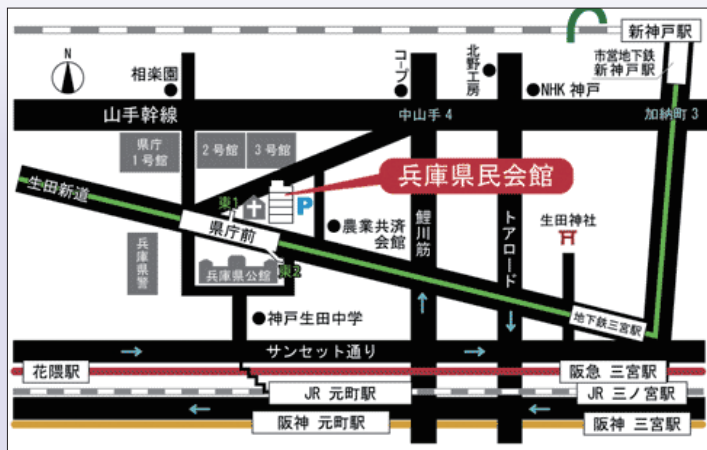 新神戸駅
市営地下鉄
新神戸駅
N
相楽園
コープ
北野工房
NHK 神戸
山手幹線
中山手4
加納町3
県庁
1号館
2号館
3号館
兵庫県民会館
生田新道
東1
P
県庁前
農業共済
会館
鯉川筋
トアロード
生田神社
兵庫県警
兵庫県公館
東2
神戸生田中学
地下鉄三宮駅
サンセット通り
花隈駅
阪急 三宮駅
JR 元町駅
JR 三ノ宮駅
阪神 元町駅
阪神 三宮駅